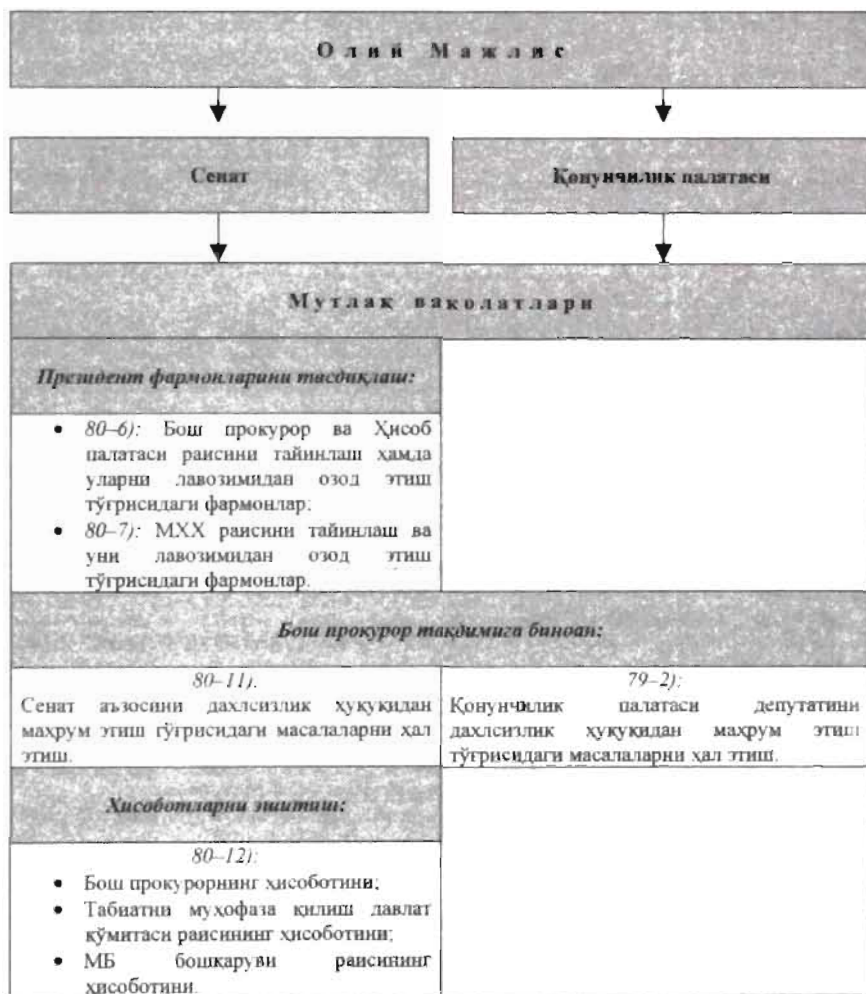 Олий Мажлис
Сенат
Қонунчилик палатаси
Мутлақ ваколатлари
Президент фармонларини тасдиқлаш:
• 80–6): Бош прокурор ва Ҳисоб
палатаси раисини тайинлаш ҳамда
уларни лавозимидан озод этиш
тўғрисидаги фармонлар;
• 80–7): МХХ раисини тайинлаш ва
уни лавозимидан озод этиш
тўғрисидаги фармонлар.
Бош прокурор тақдимига биноан:
80–11).
Сенат аъзосини дахлсизлик ҳуқуқидан
маҳрум этиш тўғрисидаги масалаларни ҳал
этиш.
79–2):
Қонунчилик палатаси депутатини
дахлсизлик ҳуқуқидан маҳрум этиш
тўғрисидаги масалаларни ҳал этиш.
Ҳисоботларни эшитиш:
80–12):
• Бош прокурорнинг ҳисоботини;
• Табиатни муҳофаза қилиш давлат
қўмитаси раисининг ҳисоботини;
• МБ бошқаруви раисининг
ҳисоботини.